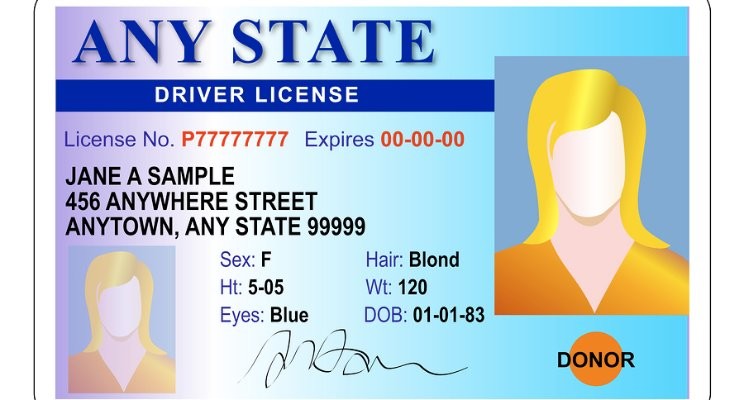 ANY STATE
DRIVER LICENSE
License No. P77777777 Expires 00-00-00
JANE A SAMPLE
456 ANYWHERE STREET
ANYTOWN, ANY STATE 99999
Sex: F Hair: Blond
Ht: 5-05 Wt: 120
Eyes: Blue DOB: 01-01-83
DONOR